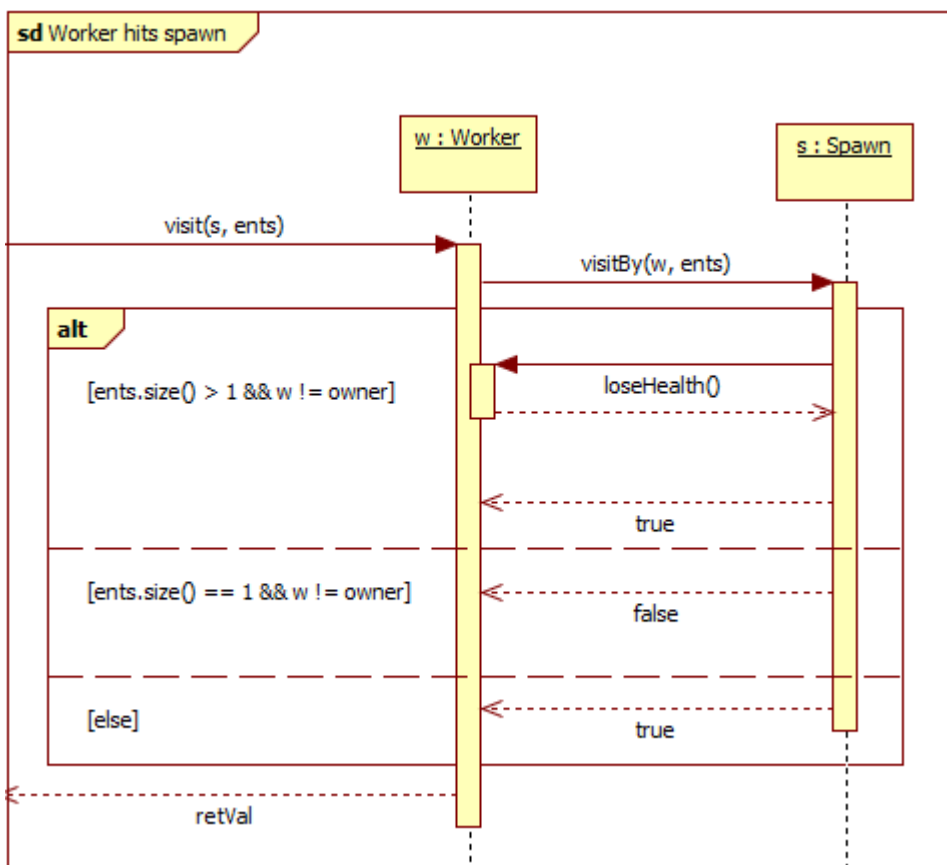 sd Worker hits spawn
w : Worker
s : Spawn
visit(s, ents)
visitBy(w, ents)
alt
[ents.size() > 1 && w != owner]
loseHealth()
true
[ents.size() == 1 && w != owner]
false
[else]
true
retVal